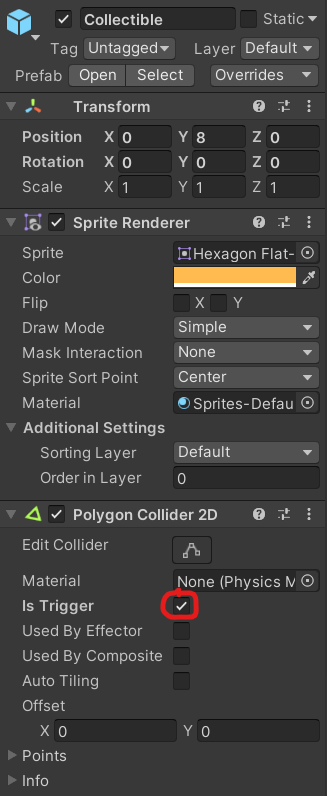 Collectible Static
Tag Untagged Layer Default
Prefab Open Select Overrides
Transform
Position X 0 Y 8 Z 0
Rotation X 0 Y 0 Z 0
Scale X 1 Y 1 Z 1
Sprite Renderer
Sprite Hexagon Flat-
Color
Flip X Y
Draw Mode Simple
Mask Interaction None
Sprite Sort Point Center
Material Sprites-Defau
Additional Settings
Sorting Layer Default
Order in Layer 0
Polygon Collider 2D
Edit Collider
Material None (Physics M
Is Trigger
Used By Effector
Used By Composite
Auto Tiling
Offset
X 0 Y 0
Points
Info